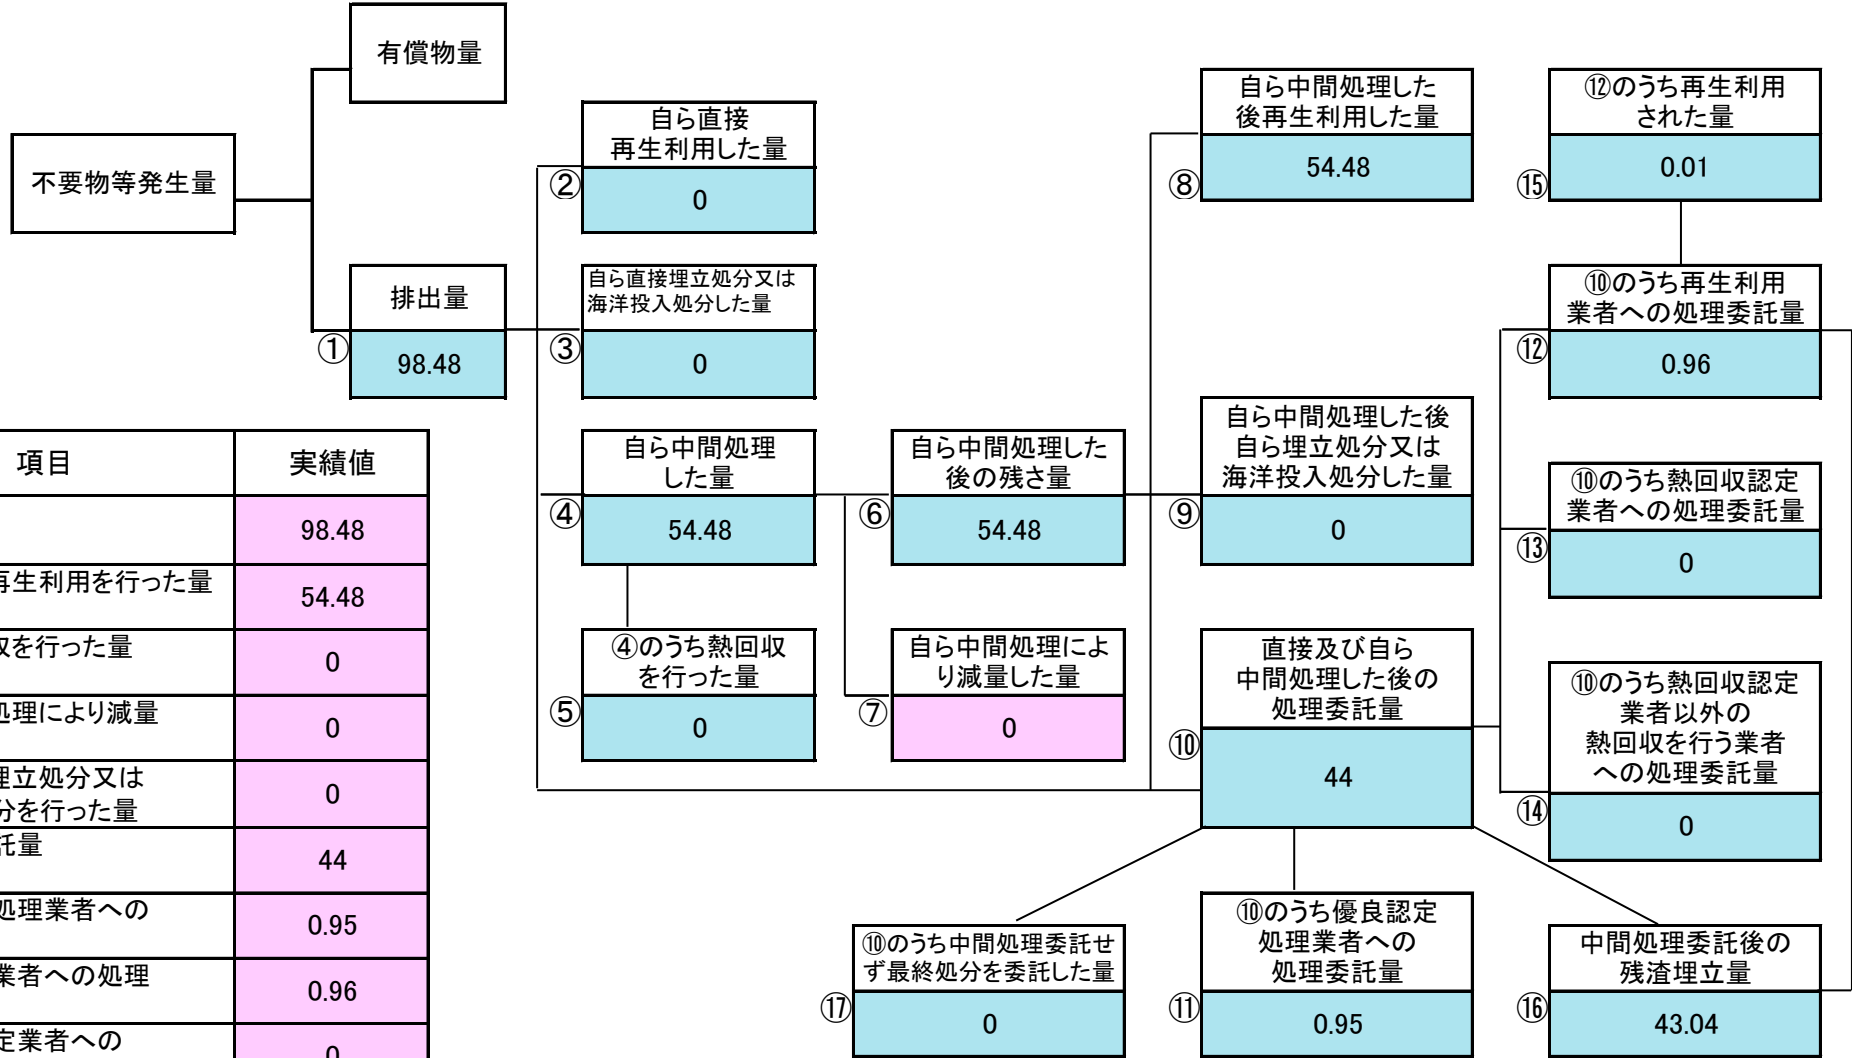 有償物量
不要物等発生量
排出量
①
98.48
自ら直接
再生利用した量
②
0
自ら直接埋立処分又は
海洋投入処分した量
③
0
自ら中間処理
した量
④
54.48
④のうち熱回収
を行った量
⑤
0
自ら中間処理した
後の残さ量
⑥
54.48
自ら中間処理によ
り減量した量
⑦
0
自ら中間処理した
後再生利用した量
⑧
54.48
自ら中間処理した後
自ら埋立処分又は
海洋投入処分した量
⑨
0
直接及び自ら
中間処理した後の
処理委託量
⑩
44
⑩のうち優良認定
処理業者への
処理委託量
⑪
0.95
⑩のうち中間処理委託せ
ず最終処分を委託した量
⑰
0
⑫のうち再生利用
された量
⑮
0.01
⑩のうち再生利用
業者への処理委託量
⑫
0.96
⑩のうち熱回収認定
業者への処理委託量
⑬
0
⑩のうち熱回収認定
業者以外の
熱回収を行う業者
への処理委託量
⑭
0
中間処理委託後の
残渣埋立量
⑯
43.04
項目 実績値
98.48
再生利用を行った量 54.48
を行った量 0
処理により減量 0
埋立処分又は
を行った量 0
託量 44
処理業者への 0.95
業者への処理 0.96
定業者への 0